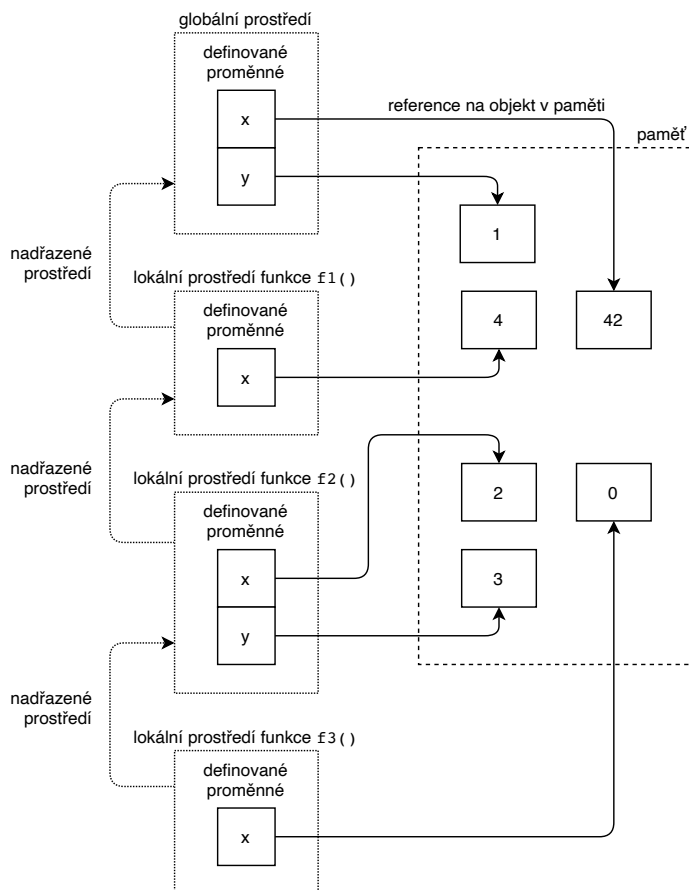 globální prostředí
definované
proměnné
x
reference na objekt v paměti
paměť
y
1
nadřazené
prostředí
lokální prostředí funkce f1()
definované
proměnné
4
42
x
nadřazené
prostředí
lokální prostředí funkce f2()
definované
proměnné
2
0
x
3
y
nadřazené
prostředí
lokální prostředí funkce f3()
definované
proměnné
x